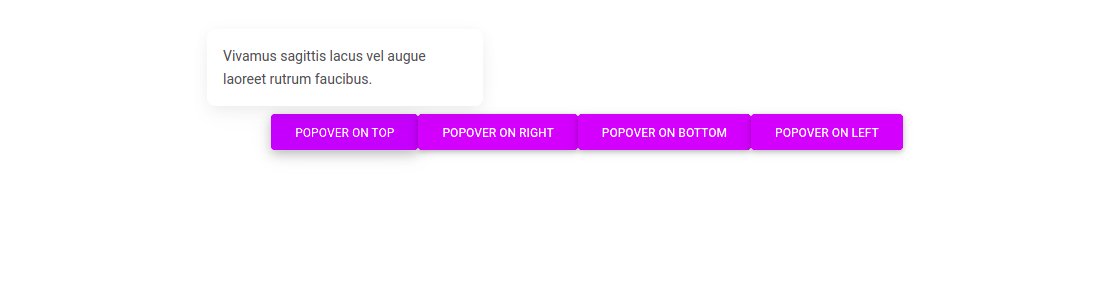 Vivamus sagittis lacus vel augue
laoreet rutrum faucibus.
POPOVER ON TOP POPOVER ON RIGHT POPOVER ON BOTTOM POPOVER ON LEFT